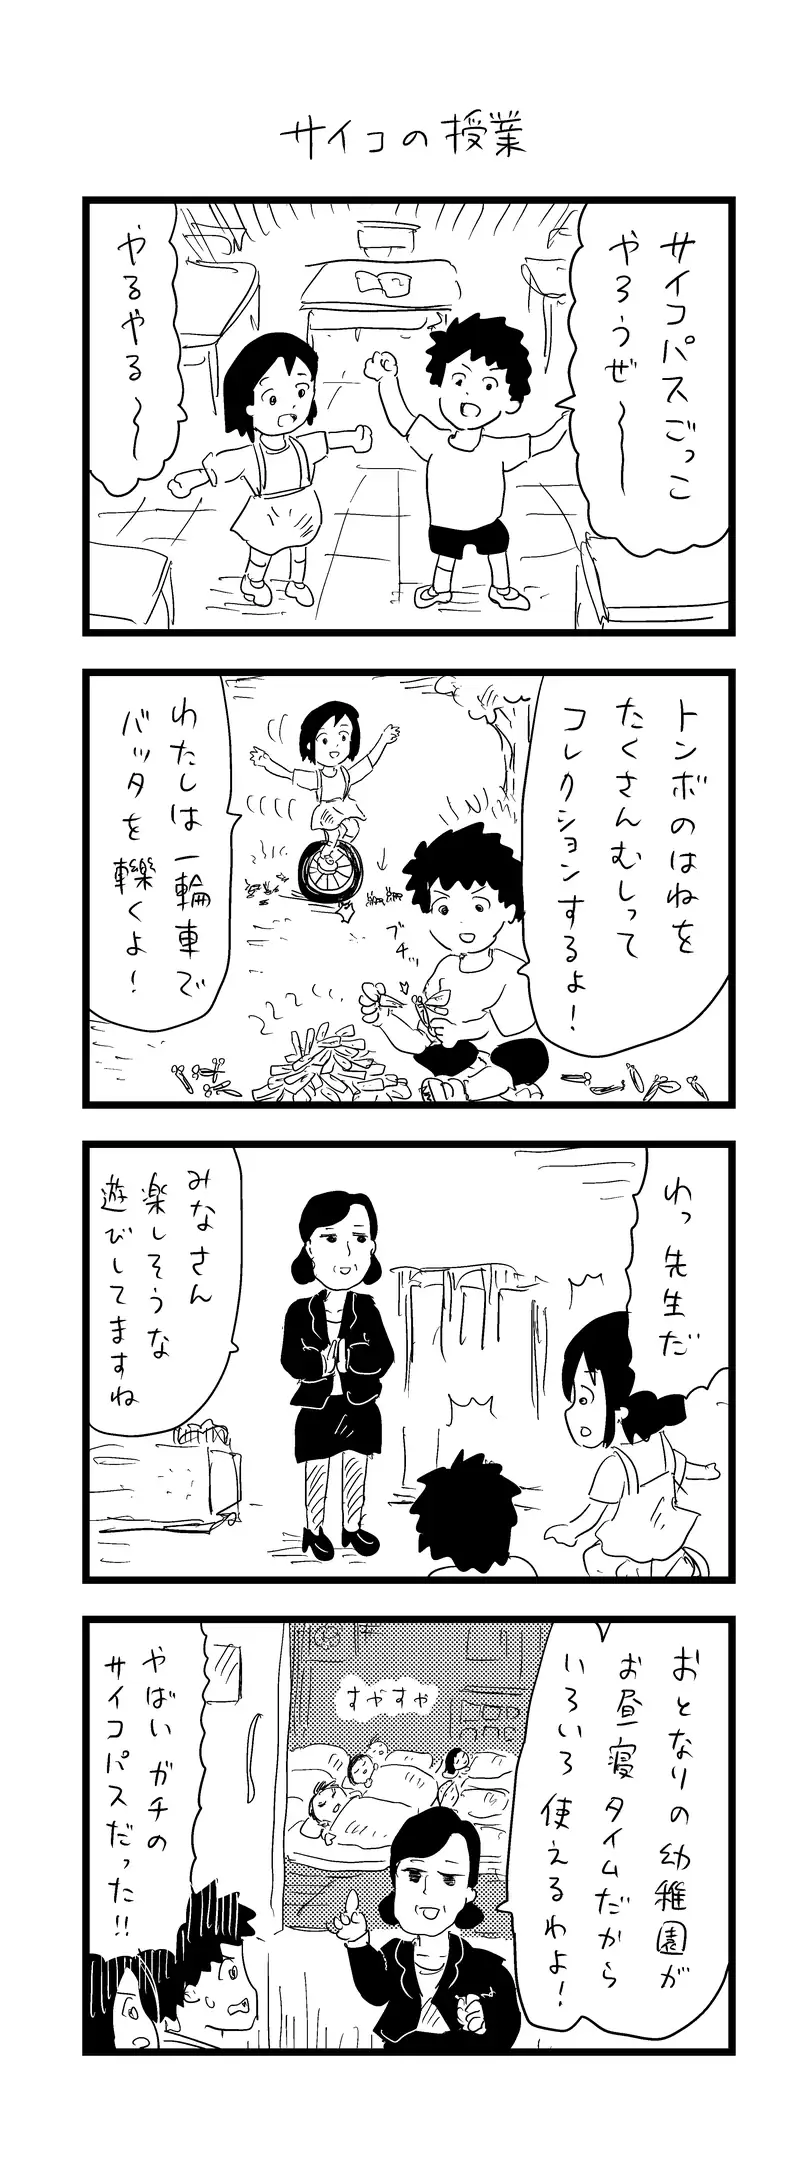 サイコの授業
サイコパスごっこ
やろうぜ〜〜
やるやる〜〜
トンボのはねを
たくさんむしって
コレクションするよ！
わたしは一輪車で
バッタを轢くよ！
ブチッ
わっ先生だ
みなさん
楽しそうな
遊びしてますね
おとなりの幼稚園が
お昼寝タイムだから
いろいろ使えるわよ！
すやすや
やばいガチの
サイコパスだった!!